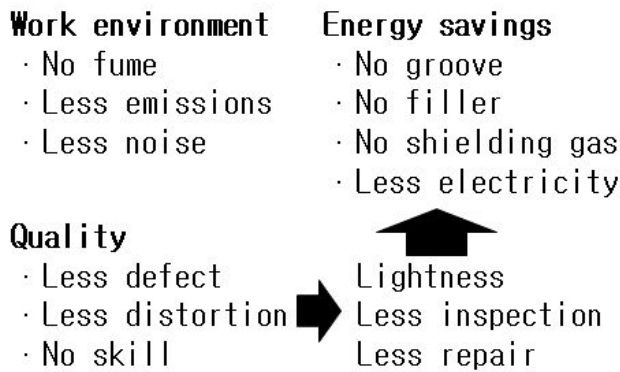 Work environment
· No fume
· Less emissions
· Less noise
Energy savings
· No groove
· No filler
· No shielding gas
· Less electricity
Quality
· Less defect
· Less distortion
· No skill
Lightness
Less inspection
Less repair